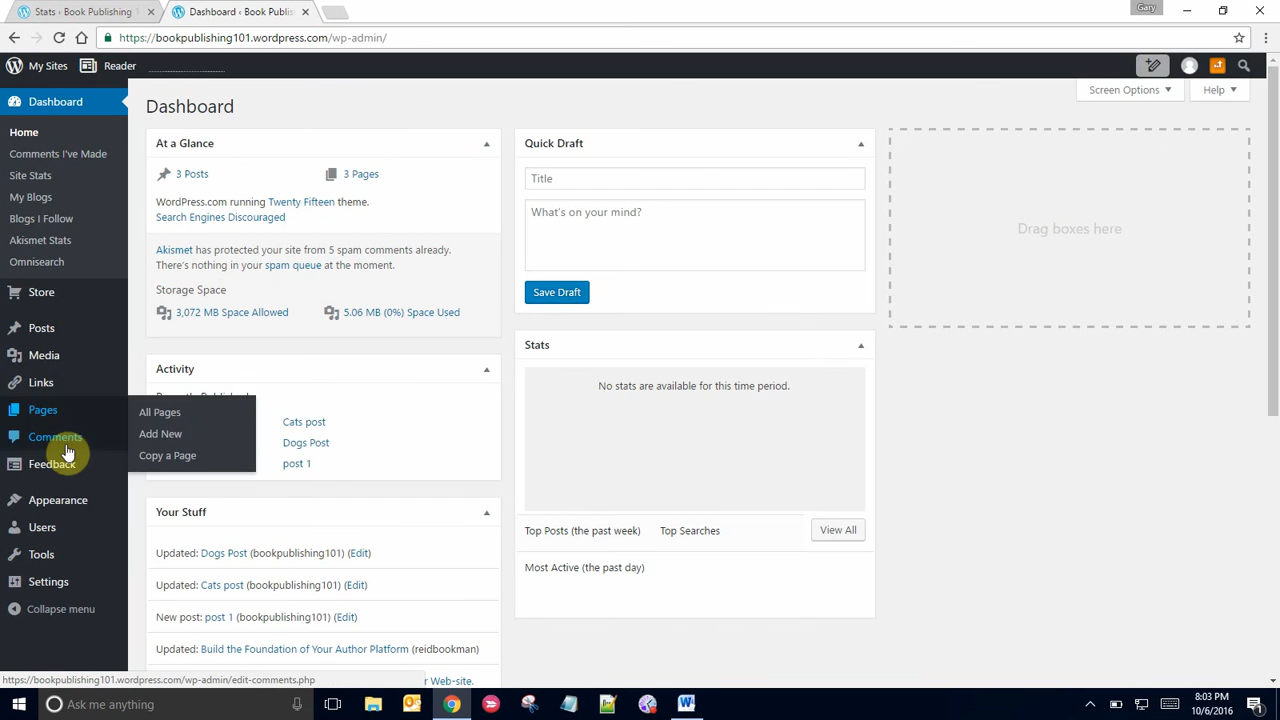 Stats ‹ Book Publishing 1
Dashboard ‹ Book Publis
Gary
https://bookpublishing101.wordpress.com/wp-admin/
My Sites
Reader
Dashboard
Home
Comments I've Made
Site Stats
My Blogs
Blogs I Follow
Akismet Stats
Omnisearch
Store
Posts
Media
Links
Pages
Comments
Feedback
Appearance
Users
Tools
Settings
Collapse menu
All Pages
Add New
Copy a Page
Screen Options
Help
Dashboard
At a Glance
3 Posts
3 Pages
WordPress.com running Twenty Fifteen theme.
Search Engines Discouraged
Akismet has protected your site from 5 spam comments already.
There's nothing in your spam queue at the moment.
Storage Space
3,072 MB Space Allowed
5.06 MB (0%) Space Used
Activity
Cats post
Dogs Post
post 1
Your Stuff
Updated: Dogs Post (bookpublishing101) (Edit)
Updated: Cats post (bookpublishing101) (Edit)
New post: post 1 (bookpublishing101) (Edit)
Updated: Build the Foundation of Your Author Platform (reidbookman)
r Web-site.
Quick Draft
Title
What's on your mind?
Save Draft
Stats
No stats are available for this time period.
Top Posts (the past week)
Top Searches
View All
Most Active (the past day)
Drag boxes here
https://bookpublishing101.wordpress.com/wp-admin/edit-comments.php
Ask me anything
8:03 PM
10/6/2016